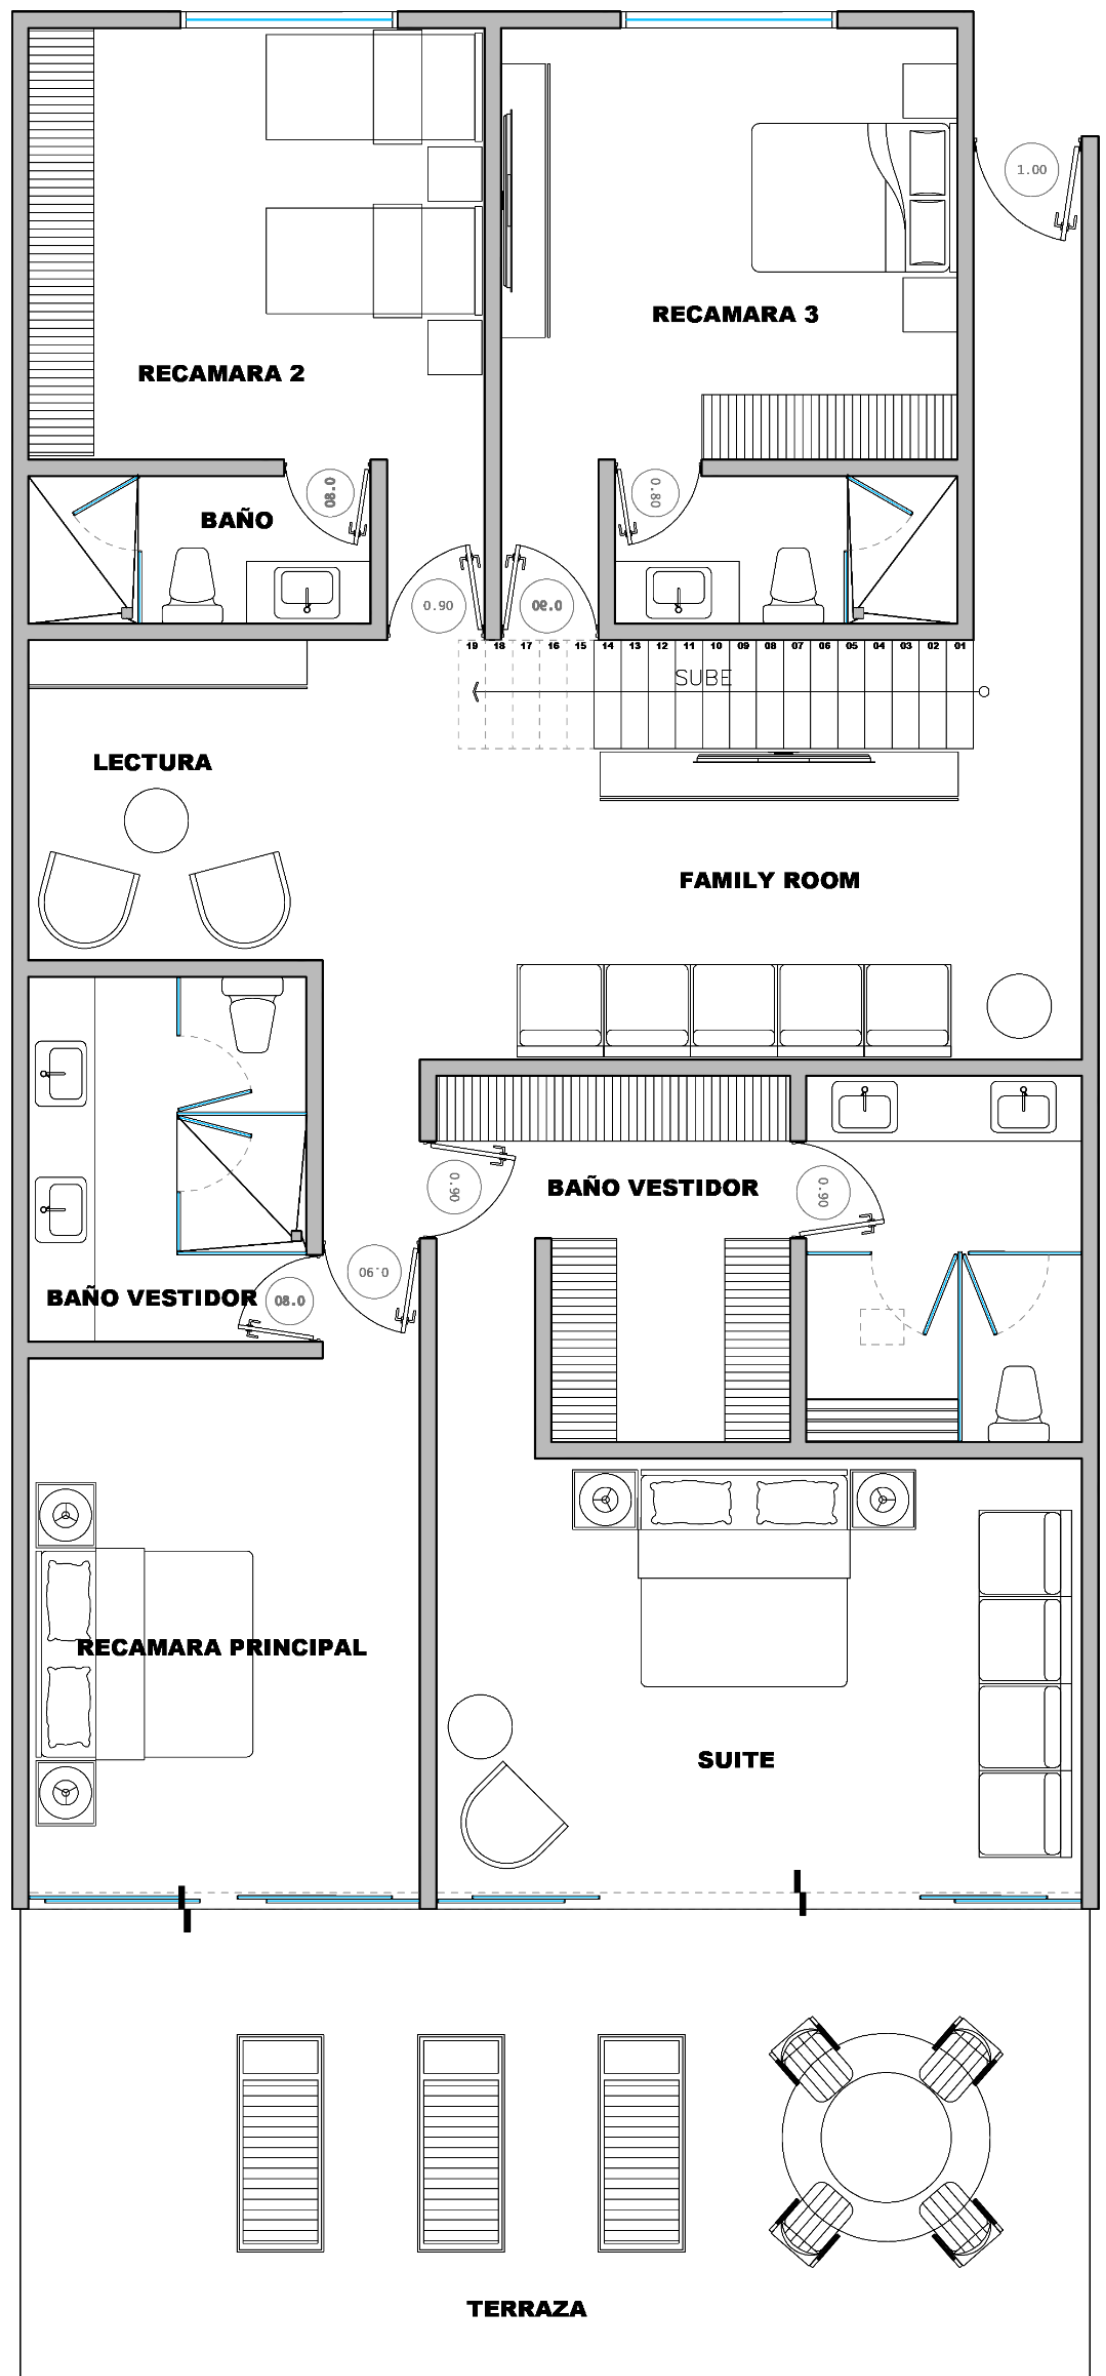 1.00
RECAMARA 3
RECAMARA 2
0.80
0.80
BAÑO
0.90
0.90
19 18 17 16 15 14 13 12 11 10 09 08 07 06 05 04 03 02 01
SUBE
LECTURA
FAMILY ROOM
0.90
BAÑO VESTIDOR
0.90
0.90
BAÑO VESTIDOR
0.80
RECAMARA PRINCIPAL
SUITE
TERRAZA